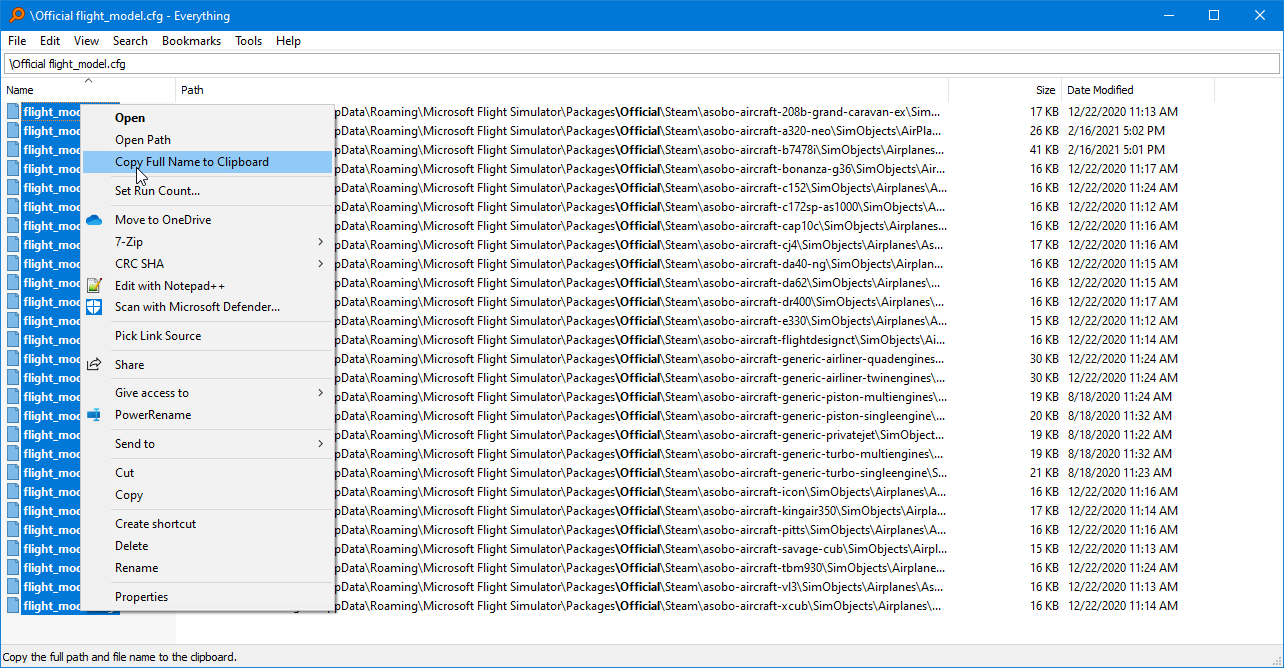 \Official flight_model.cfg - Everything
File Edit View Search Bookmarks Tools Help
\Official flight_model.cfg
Name Path Size Date Modified
flight_moc pData\Roaming\Microsoft Flight Simulator\Packages\Official\Steam\asobo-aircraft-208b-grand-caravan-ex\Sim... 17 KB 12/22/2020 11:13 AM
Open
flight_moc pData\Roaming\Microsoft Flight Simulator\Packages\Official\Steam\asobo-aircraft-a320-neo\SimObjects\AirPla... 26 KB 2/16/2021 5:02 PM
Open Path
flight_moc pData\Roaming\Microsoft Flight Simulator\Packages\Official\Steam\asobo-aircraft-b7478i\SimObjects\Airplanes... 41 KB 2/16/2021 5:01 PM
Copy Full Name to Clipboard
flight_moc pData\Roaming\Microsoft Flight Simulator\Packages\Official\Steam\asobo-aircraft-bonanza-g36\SimObjects\Air... 16 KB 12/22/2020 11:17 AM
flight_moc pData\Roaming\Microsoft Flight Simulator\Packages\Official\Steam\asobo-aircraft-c152\SimObjects\Airplanes\... 16 KB 12/22/2020 11:24 AM
Set Run Count...
flight_moc pData\Roaming\Microsoft Flight Simulator\Packages\Official\Steam\asobo-aircraft-c172sp-as1000\SimObjects\A... 16 KB 12/22/2020 11:12 AM
Move to OneDrive
flight_moc pData\Roaming\Microsoft Flight Simulator\Packages\Official\Steam\asobo-aircraft-cap10c\SimObjects\Airplanes... 16 KB 12/22/2020 11:16 AM
7-Zip
flight_moc pData\Roaming\Microsoft Flight Simulator\Packages\Official\Steam\asobo-aircraft-cj4\SimObjects\Airplanes\As... 17 KB 12/22/2020 11:16 AM
CRC SHA
flight_moc pData\Roaming\Microsoft Flight Simulator\Packages\Official\Steam\asobo-aircraft-da40-ng\SimObjects\Airplan... 16 KB 12/22/2020 11:15 AM
Edit with Notepad++
flight_moc pData\Roaming\Microsoft Flight Simulator\Packages\Official\Steam\asobo-aircraft-da62\SimObjects\Airplanes\... 16 KB 12/22/2020 11:15 AM
Scan with Microsoft Defender...
flight_moc pData\Roaming\Microsoft Flight Simulator\Packages\Official\Steam\asobo-aircraft-dr400\SimObjects\Airplanes\... 16 KB 12/22/2020 11:17 AM
flight_moc pData\Roaming\Microsoft Flight Simulator\Packages\Official\Steam\asobo-aircraft-e330\SimObjects\Airplanes\A... 15 KB 12/22/2020 11:12 AM
Pick Link Source
flight_moc pData\Roaming\Microsoft Flight Simulator\Packages\Official\Steam\asobo-aircraft-flightdesignct\SimObjects\Ai... 16 KB 12/22/2020 11:14 AM
Share
flight_moc pData\Roaming\Microsoft Flight Simulator\Packages\Official\Steam\asobo-aircraft-generic-airliner-quadengines... 30 KB 12/22/2020 11:24 AM
flight_moc pData\Roaming\Microsoft Flight Simulator\Packages\Official\Steam\asobo-aircraft-generic-airliner-twinengines\... 30 KB 12/22/2020 11:24 AM
Give access to
flight_moc pData\Roaming\Microsoft Flight Simulator\Packages\Official\Steam\asobo-aircraft-generic-piston-multiengines\... 19 KB 8/18/2020 11:24 AM
PowerRename
flight_moc pData\Roaming\Microsoft Flight Simulator\Packages\Official\Steam\asobo-aircraft-generic-piston-singleengine\... 20 KB 8/18/2020 11:32 AM
flight_moc pData\Roaming\Microsoft Flight Simulator\Packages\Official\Steam\asobo-aircraft-generic-privatejet\SimObject... 19 KB 8/18/2020 11:22 AM
Send to
flight_moc pData\Roaming\Microsoft Flight Simulator\Packages\Official\Steam\asobo-aircraft-generic-turbo-multiengines\... 19 KB 8/18/2020 11:32 AM
Cut
flight_moc pData\Roaming\Microsoft Flight Simulator\Packages\Official\Steam\asobo-aircraft-generic-turbo-singleengine\S... 21 KB 8/18/2020 11:23 AM
Copy
flight_moc pData\Roaming\Microsoft Flight Simulator\Packages\Official\Steam\asobo-aircraft-icon\SimObjects\Airplanes\A... 16 KB 12/22/2020 11:16 AM
flight_moc pData\Roaming\Microsoft Flight Simulator\Packages\Official\Steam\asobo-aircraft-kingair350\SimObjects\Airpla... 17 KB 12/22/2020 11:14 AM
Create shortcut
flight_moc pData\Roaming\Microsoft Flight Simulator\Packages\Official\Steam\asobo-aircraft-pitts\SimObjects\Airplanes\A... 16 KB 12/22/2020 11:16 AM
Delete
flight_moc pData\Roaming\Microsoft Flight Simulator\Packages\Official\Steam\asobo-aircraft-savage-cub\SimObjects\Airpl... 15 KB 12/22/2020 11:13 AM
Rename
flight_moc pData\Roaming\Microsoft Flight Simulator\Packages\Official\Steam\asobo-aircraft-tbm930\SimObjects\Airplane... 16 KB 12/22/2020 11:24 AM
flight_moc pData\Roaming\Microsoft Flight Simulator\Packages\Official\Steam\asobo-aircraft-vl3\SimObjects\Airplanes\As... 16 KB 12/22/2020 11:13 AM
Properties
flight_moc pData\Roaming\Microsoft Flight Simulator\Packages\Official\Steam\asobo-aircraft-xcub\SimObjects\Airplanes\... 16 KB 12/22/2020 11:14 AM
Copy the full path and file name to the clipboard.